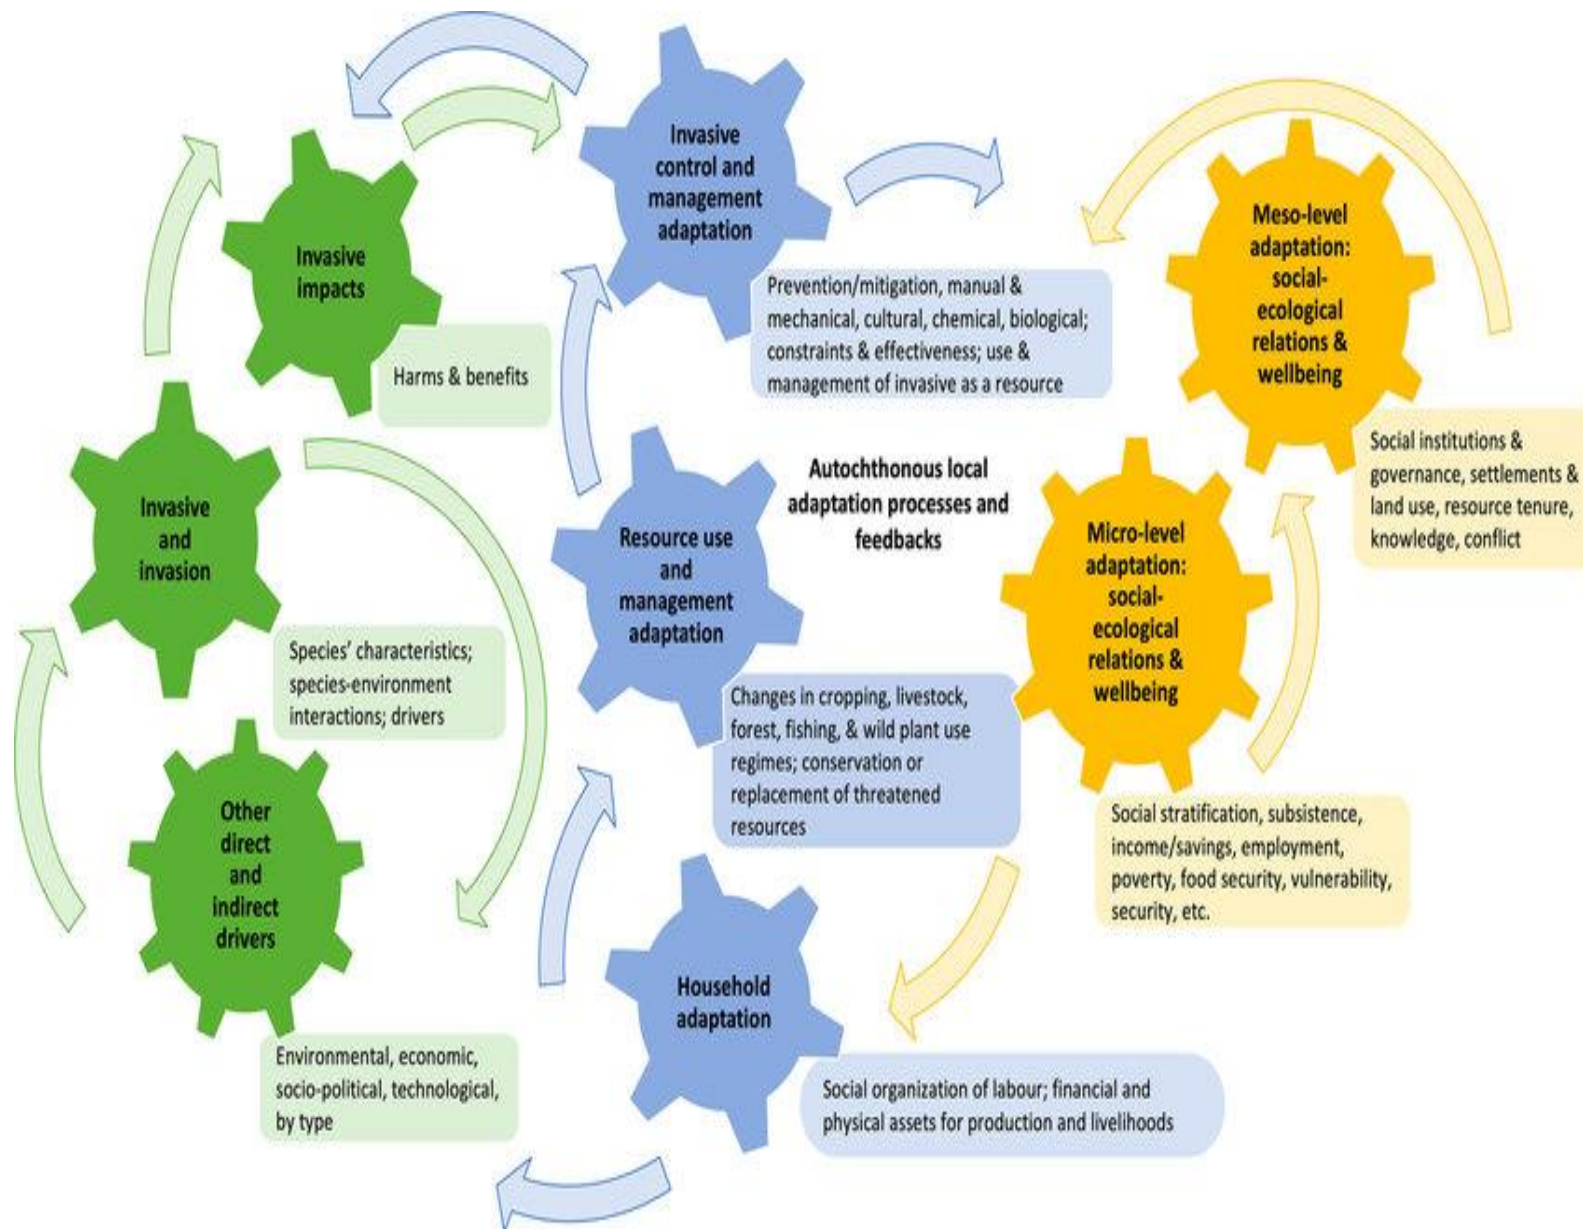 Invasive
control and
management
adaptation
Prevention/mitigation, manual &
mechanical, cultural, chemical, biological;
constraints & effectiveness; use &
management of invasive as a resource
Invasive
impacts
Harms & benefits
Meso-level
adaptation:
social-
ecological
relations &
wellbeing
Social institutions &
governance, settlements &
land use, resource tenure,
knowledge, conflict
Invasive
and
invasion
Species' characteristics;
species-environment
interactions; drivers
Autochthonous local
adaptation processes and
feedbacks
Resource use
and
management
adaptation
Changes in cropping, livestock,
forest, fishing, & wild plant use
regimes; conservation or
replacement of threatened
resources
Micro-level
adaptation:
social-
ecological
relations &
wellbeing
Social stratification, subsistence,
income/savings, employment,
poverty, food security, vulnerability,
security, etc.
Other
direct
and
indirect
drivers
Environmental, economic,
socio-political, technological,
by type
Household
adaptation
Social organization of labour; financial and
physical assets for production and livelihoods